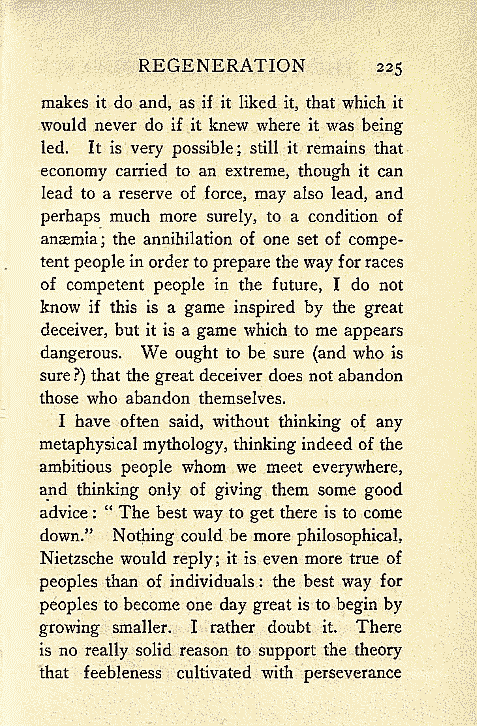 REGENERATION 225
makes it do and, as if it liked it, that which it
would never do if it knew where it was being
led. It is very possible; still it remains that
economy carried to an extreme, though it can
lead to a reserve of force, may also lead, and
perhaps much more surely, to a condition of
anæmia; the annihilation of one set of compe-
tent people in order to prepare the way for races
of competent people in the future, I do not
know if this is a game inspired by the great
deceiver, but it is a game which to me appears
dangerous. We ought to be sure (and who is
sure?) that the great deceiver does not abandon
those who abandon themselves.
I have often said, without thinking of any
metaphysical mythology, thinking indeed of the
ambitious people whom we meet everywhere,
and thinking only of giving them some good
advice: “ The best way to get there is to come
down.” Nothing could be more philosophical,
Nietzsche would reply; it is even more true of
peoples than of individuals: the best way for
peoples to become one day great is to begin by
growing smaller. I rather doubt it. There
is no really solid reason to support the theory
that feebleness cultivated with perseverance